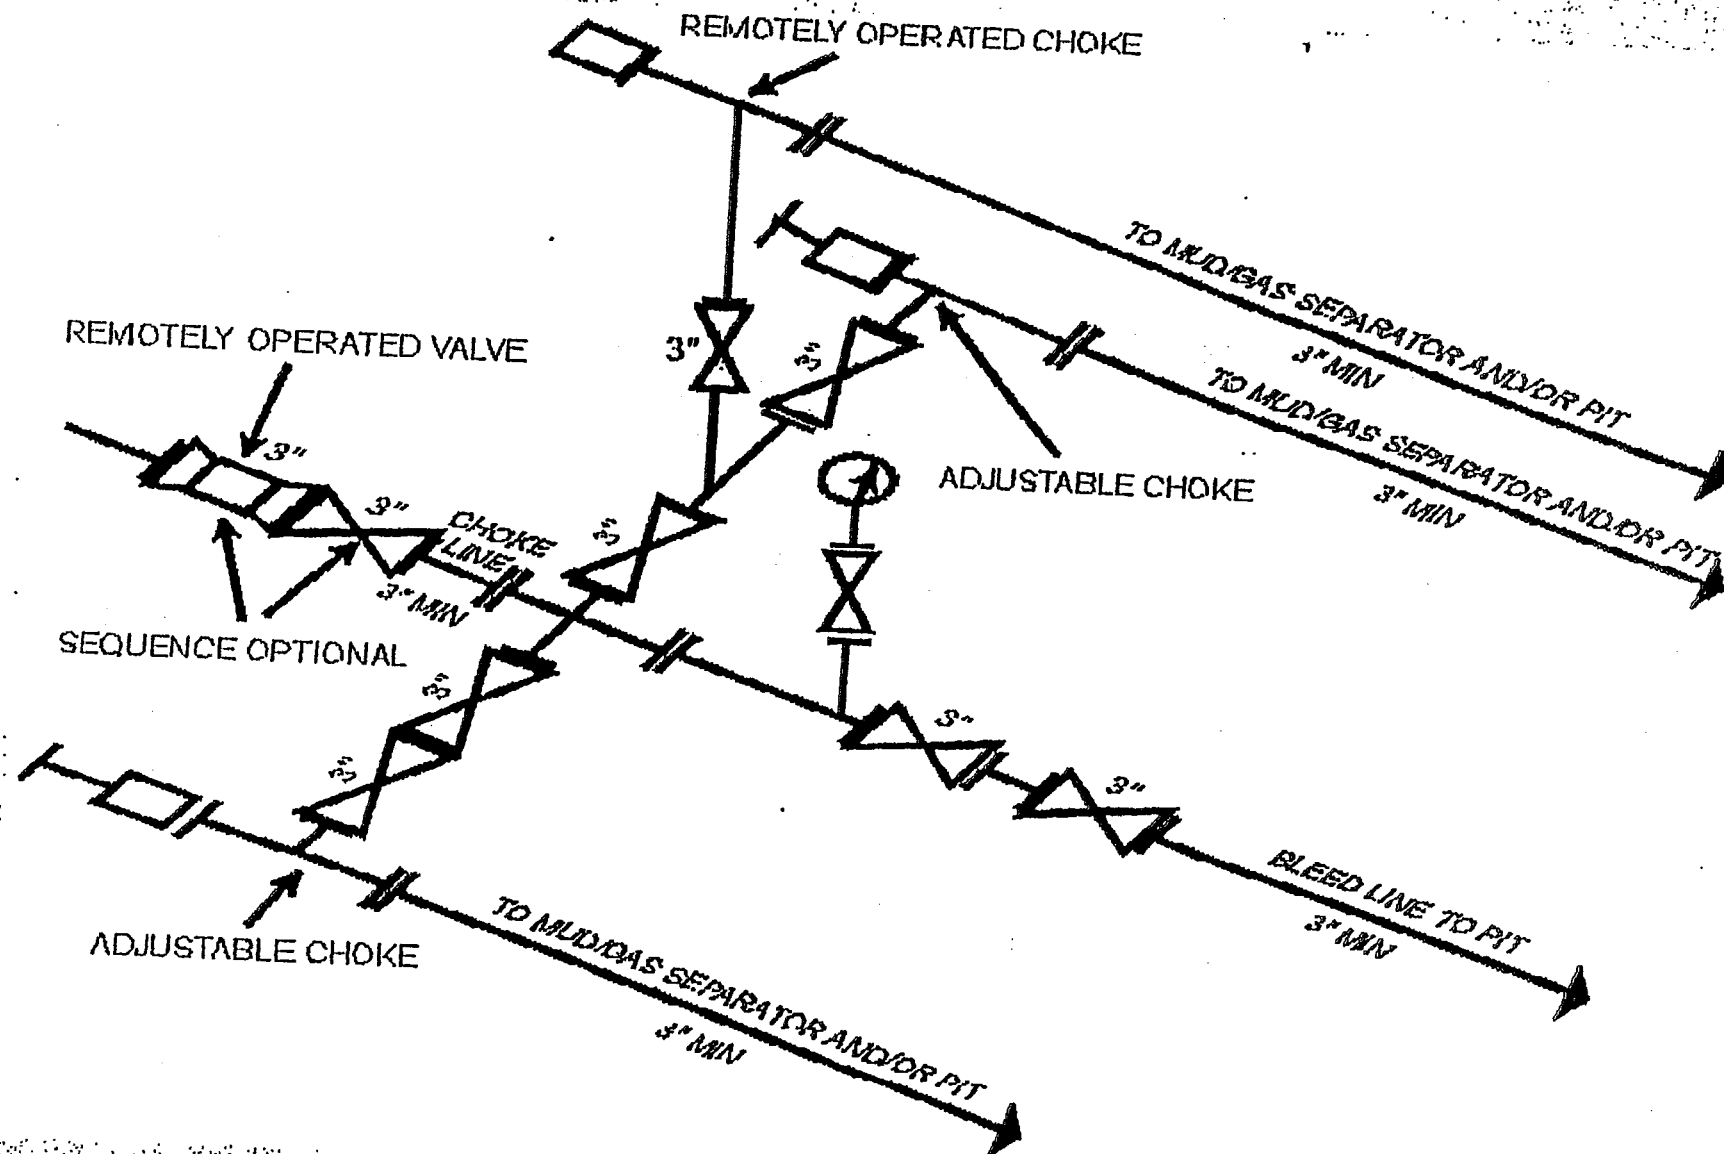 REMOTELY OPERATED CHOKE
TO MUD/GAS SEPARATOR AND/OR PIT
3" MIN
REMOTELY OPERATED VALVE
3"
3"
TO MUD/GAS SEPARATOR AND/OR PIT
3" MIN
ADJUSTABLE CHOKE
3"
3"
CHOKE
LINE
3" MIN
3"
SEQUENCE OPTIONAL
3"
3"
3"
3"
BLEED LINE TO PIT
3" MIN
ADJUSTABLE CHOKE
TO MUD/GAS SEPARATOR AND/OR PIT
3" MIN